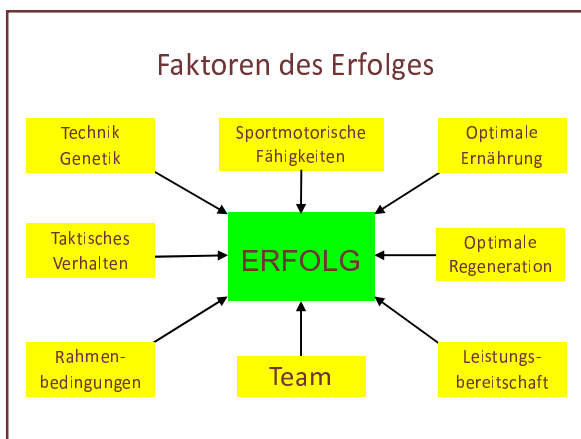 Faktoren des Erfolges
Technik
Genetik
Sportmotorische
Fähigkeiten
Optimale
Ernährung
Taktisches
Verhalten
ERFOLG
Optimale
Regeneration
Rahmen-
bedingungen
Team
Leistungs-
bereitschaft